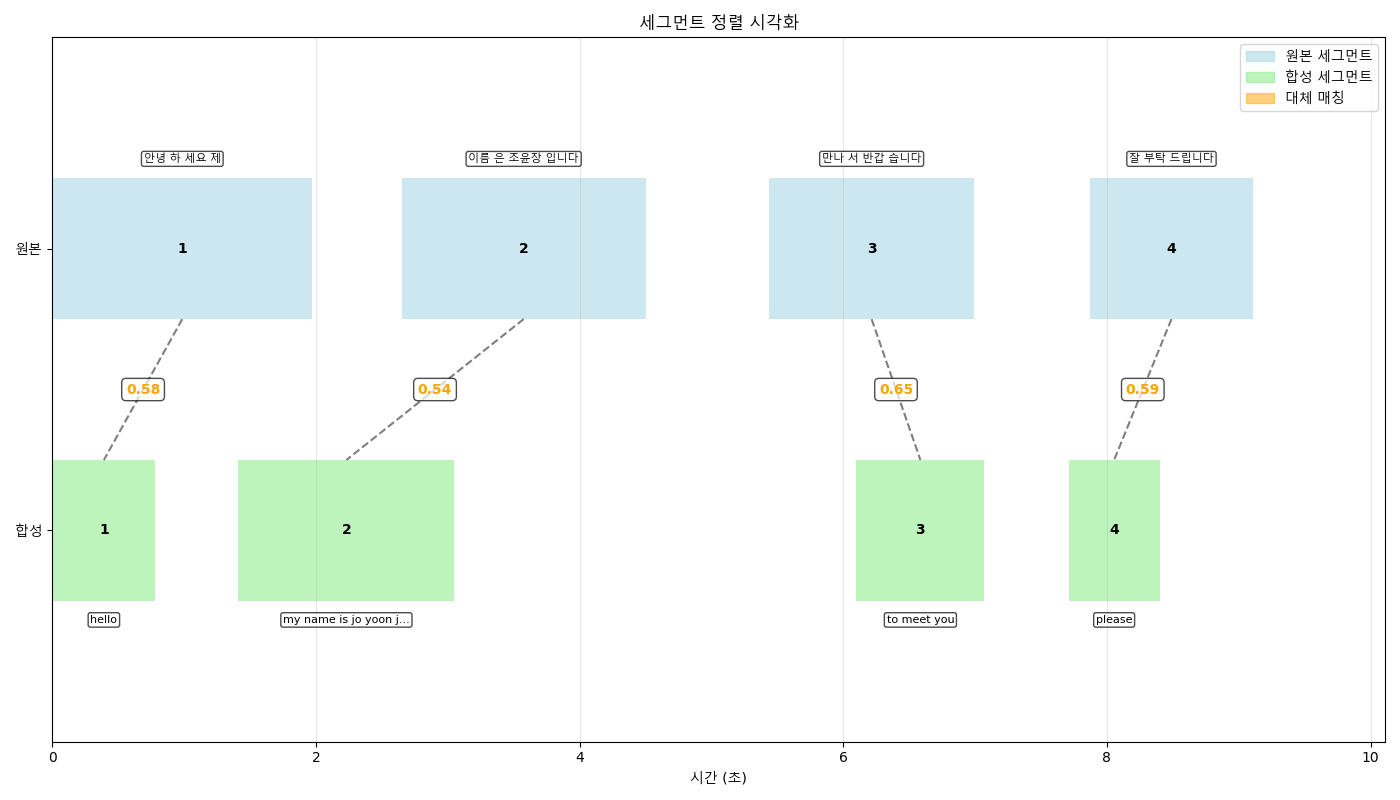 세그먼트 정렬 시각화
원본 세그먼트
합성 세그먼트
대체 매칭
안녕 하 세요 제
이름 은 조윤장 입니다
만나 서 반갑 습니다
잘 부탁 드립니다
원본
1
2
3
4
0.58
0.54
0.65
0.59
합성
1
2
3
4
hello
my name is jo yoon j...
to meet you
please
0
2
4
6
8
10
시간 (초)